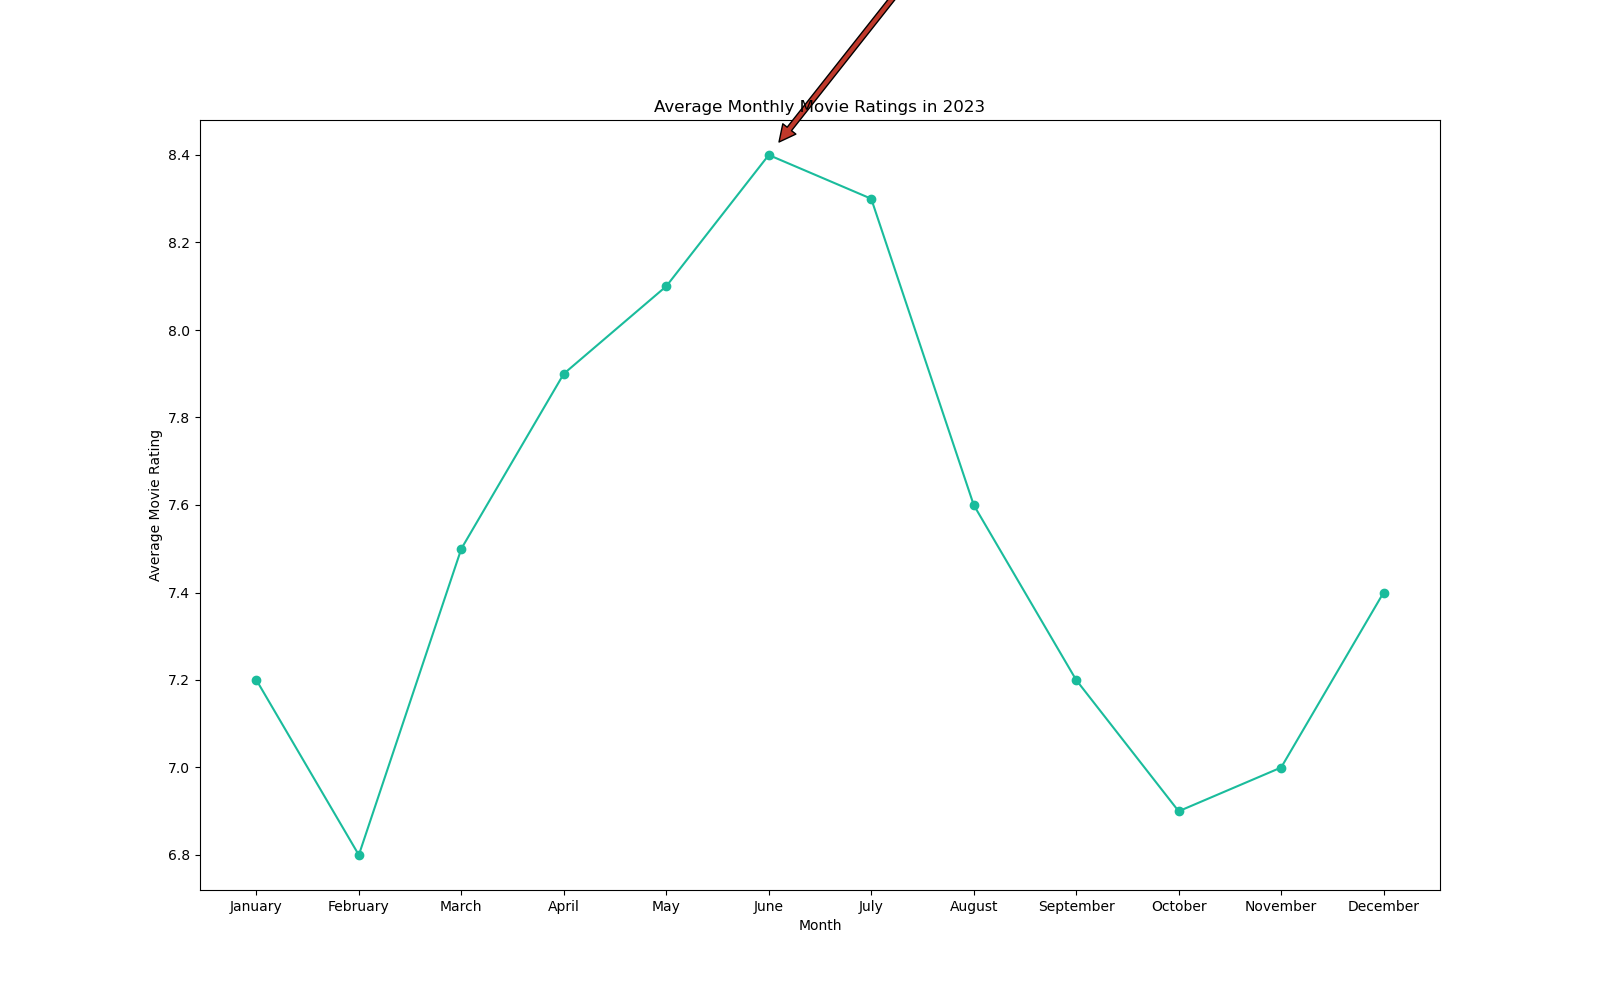 Average Monthly Movie Ratings in 2023
8.4
8.2
8.0
7.8
7.6
7.4
7.2
7.0
6.8
Average Movie Rating
January February March April May June July August September October November December
Month